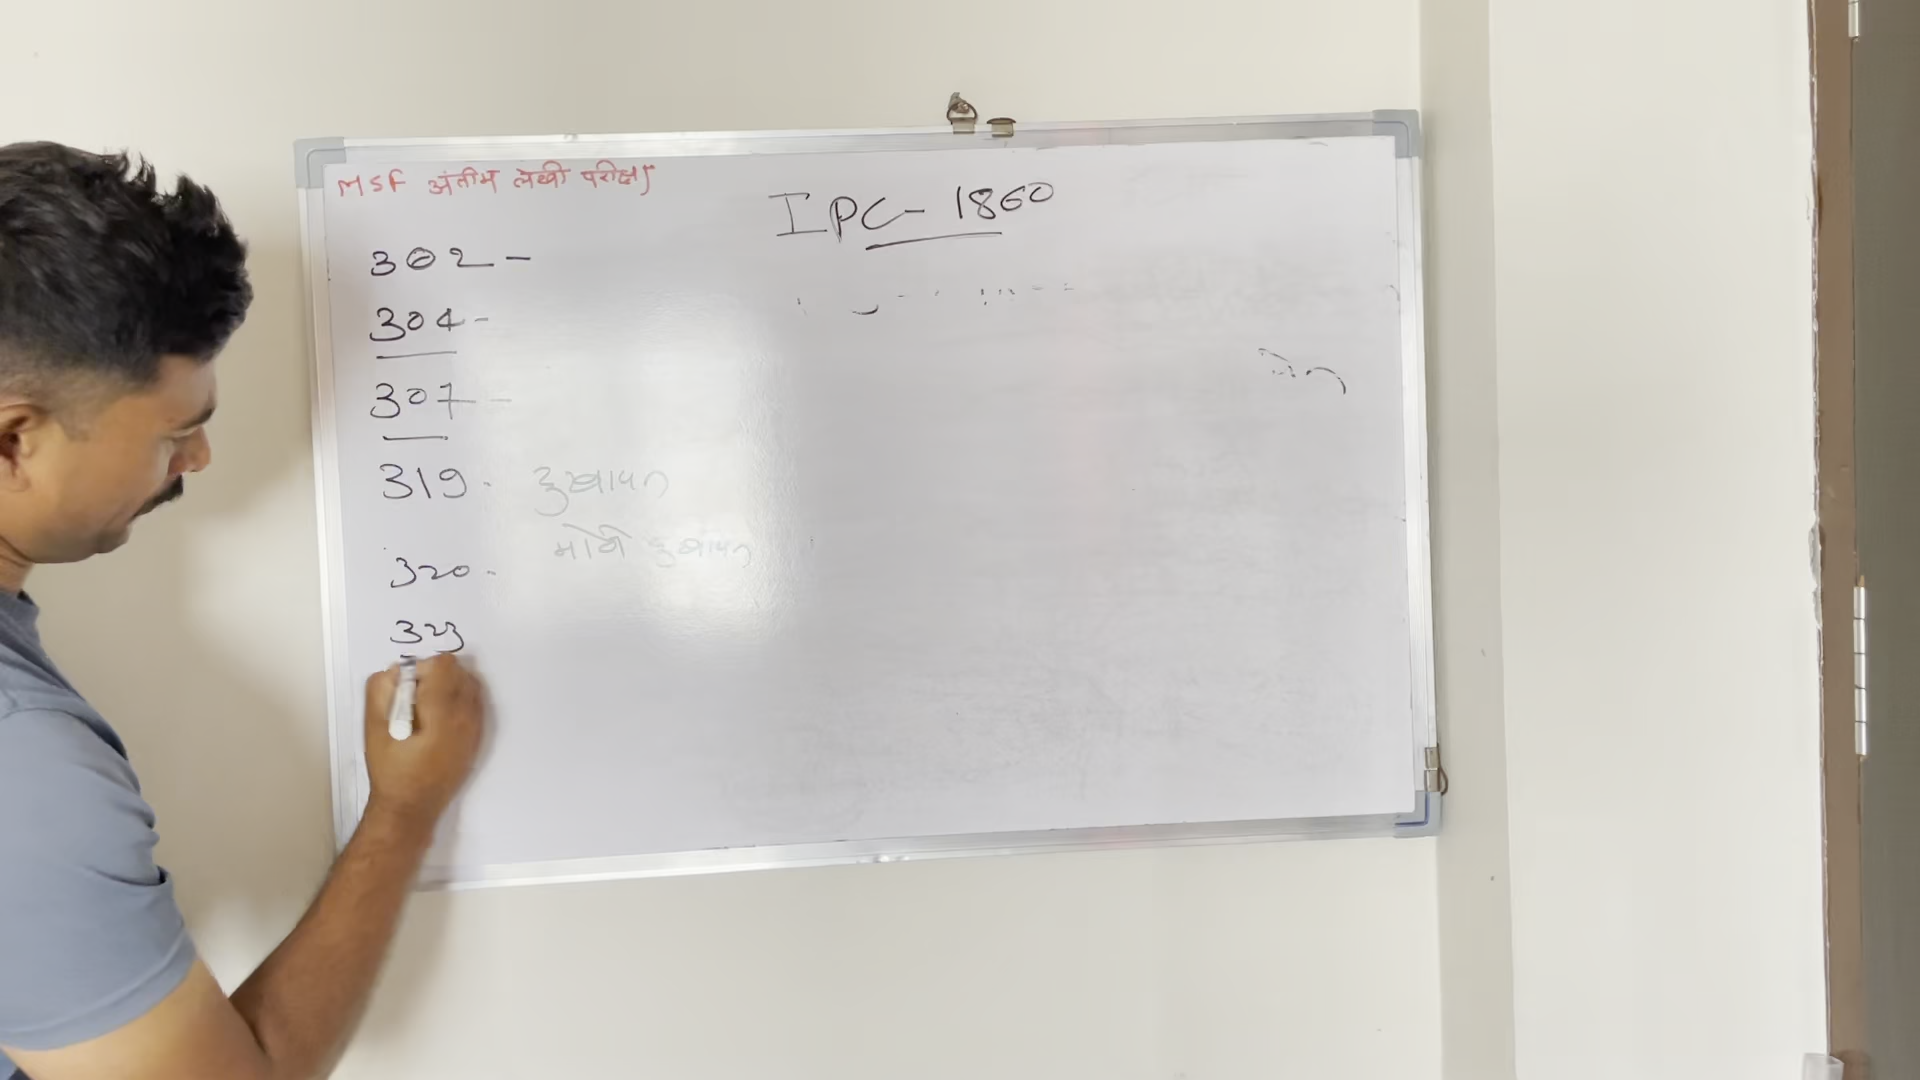 MSF अंतीम लेखी परीक्षा
IPC - 1860
302 -
304 -
307 -
319 - दुखापत
मोठी दुखापत
320 -
323